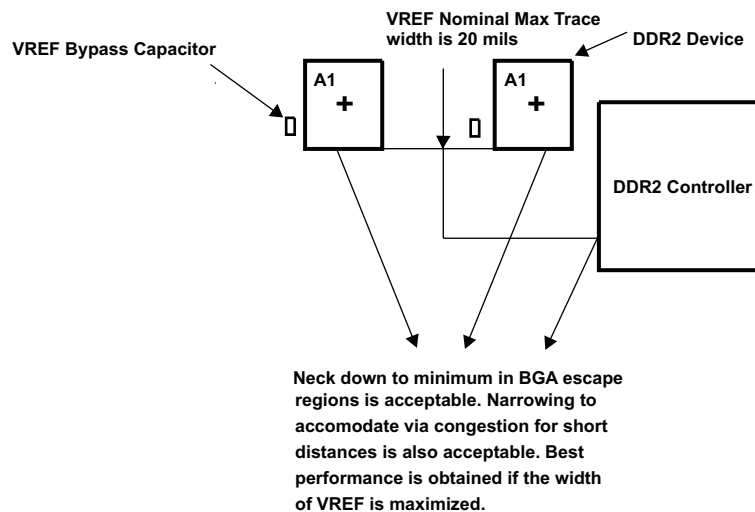 VREF Nominal Max Trace
width is 20 mils
DDR2 Device
VREF Bypass Capacitor
A1
A1
DDR2 Controller
Neck down to minimum in BGA escape
regions is acceptable. Narrowing to
accomodate via congestion for short
distances is also acceptable. Best
performance is obtained if the width
of VREF is maximized.